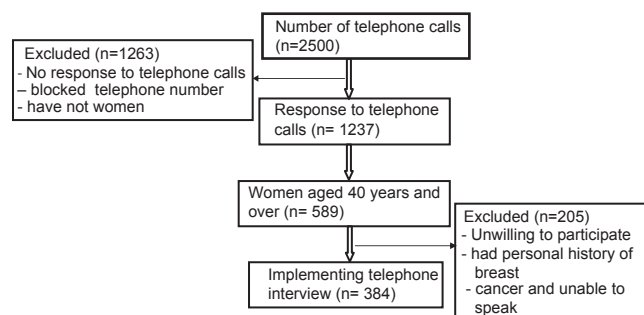 Number of telephone calls
(n=2500)
Excluded (n=1263)
- No response to telephone calls
– blocked  telephone number
- have not women
Response to telephone
calls (n= 1237)
Women aged 40 years and
over (n= 589)
Excluded (n=205)
- Unwilling to participate
- had personal history of
breast
- cancer and unable to
speak
Implementing telephone
interview (n= 384)